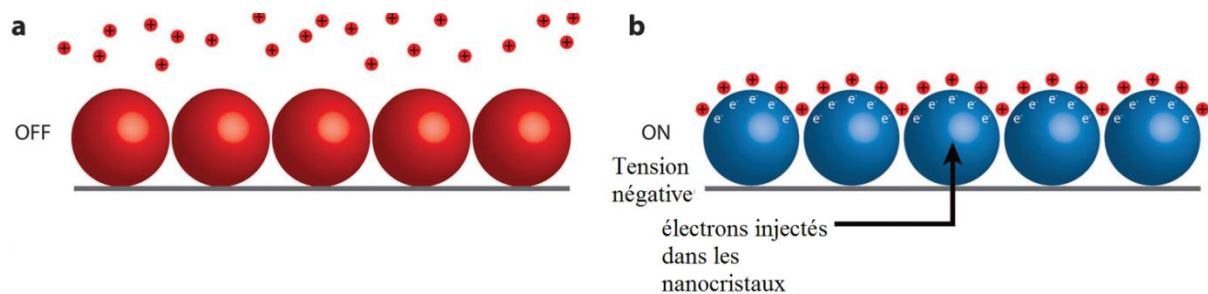 a
OFF
b
e⁻ e⁻ e⁻ e⁻ e⁻ e⁻ e⁻ e⁻ e⁻ e⁻ e⁻ e⁻ e⁻ e⁻ e⁻
e⁻ e⁻ e⁻ e⁻ e⁻ e⁻ e⁻ e⁻ e⁻ e⁻
ON
Tension
négative
électrons injectés
dans les
nanocristaux